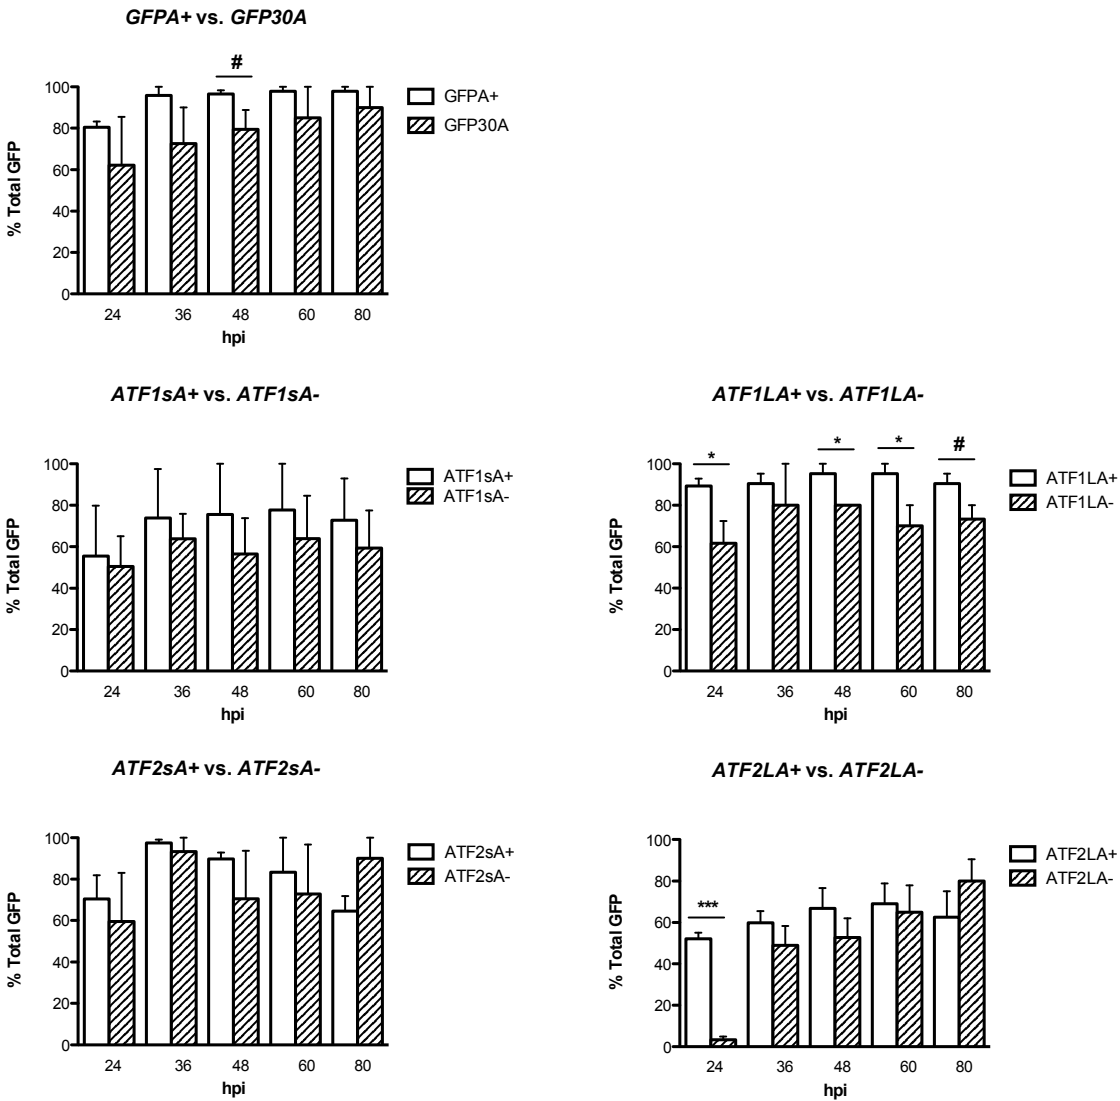 GFPA+ vs. GFP30A
#
% Total GFP
100
80
60
40
20
0
24 36 48 60 80
hpi
GFPA+
GFP30A
ATF1sA+ vs. ATF1sA-
% Total GFP
100
80
60
40
20
0
24 36 48 60 80
hpi
ATF1sA+
ATF1sA-
ATF1LA+ vs. ATF1LA-
* * * #
% Total GFP
100
80
60
40
20
0
24 36 48 60 80
hpi
ATF1LA+
ATF1LA-
ATF2sA+ vs. ATF2sA-
% Total GFP
100
80
60
40
20
0
24 36 48 60 80
hpi
ATF2sA+
ATF2sA-
ATF2LA+ vs. ATF2LA-
***
% Total GFP
100
80
60
40
20
0
24 36 48 60 80
hpi
ATF2LA+
ATF2LA-